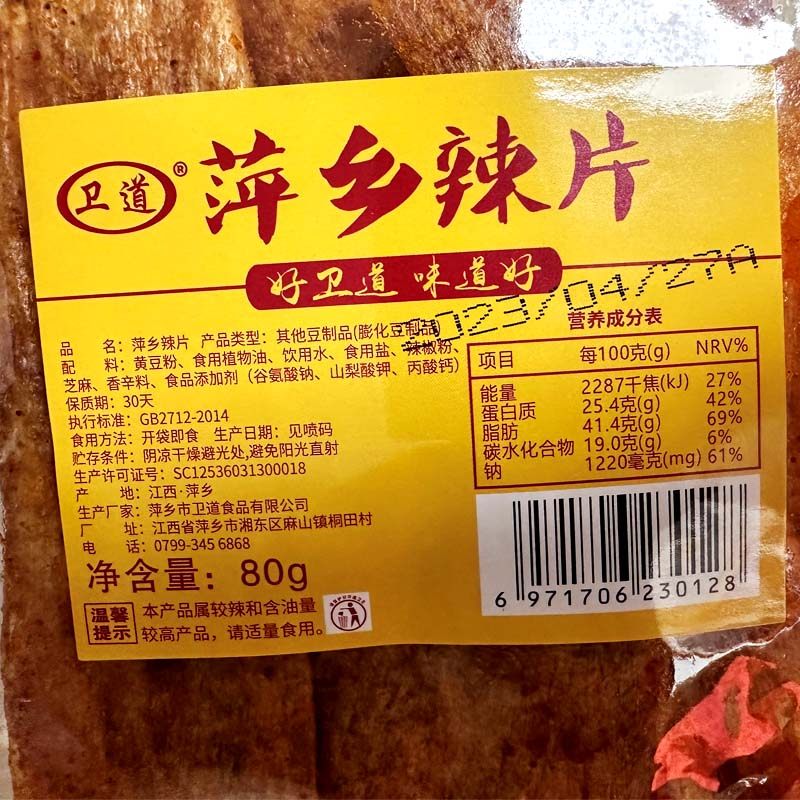 卫道®
萍乡辣片
好卫道 味道好
2023/04/27A
品 名：萍乡辣片 产品类型：其他豆制品(膨化豆制品)
配 料：黄豆粉、食用植物油、饮用水、食用盐、辣椒粉、
芝麻、香辛料、食品添加剂（谷氨酸钠、山梨酸钾、丙酸钙）
保质期：30天
执行标准：GB2712-2014
食用方法：开袋即食 生产日期：见喷码
贮存条件：阴凉干燥避光处,避免阳光直射
生产许可证号：SC12536031300018
产 地：江西·萍乡
生产厂家：萍乡市卫道食品有限公司
厂 址：江西省萍乡市湘东区麻山镇桐田村
电 话：0799-345 6868
净含量：80g
温馨提示
本产品属较辣和含油量
较高产品，请适量食用。
营养成分表
项目 每100克(g) NRV%
能量 2287千焦(kJ) 27%
蛋白质 25.4克(g) 42%
脂肪 41.4克(g) 69%
碳水化合物 19.0克(g) 6%
钠 1220毫克(mg) 61%
6 971706 230128